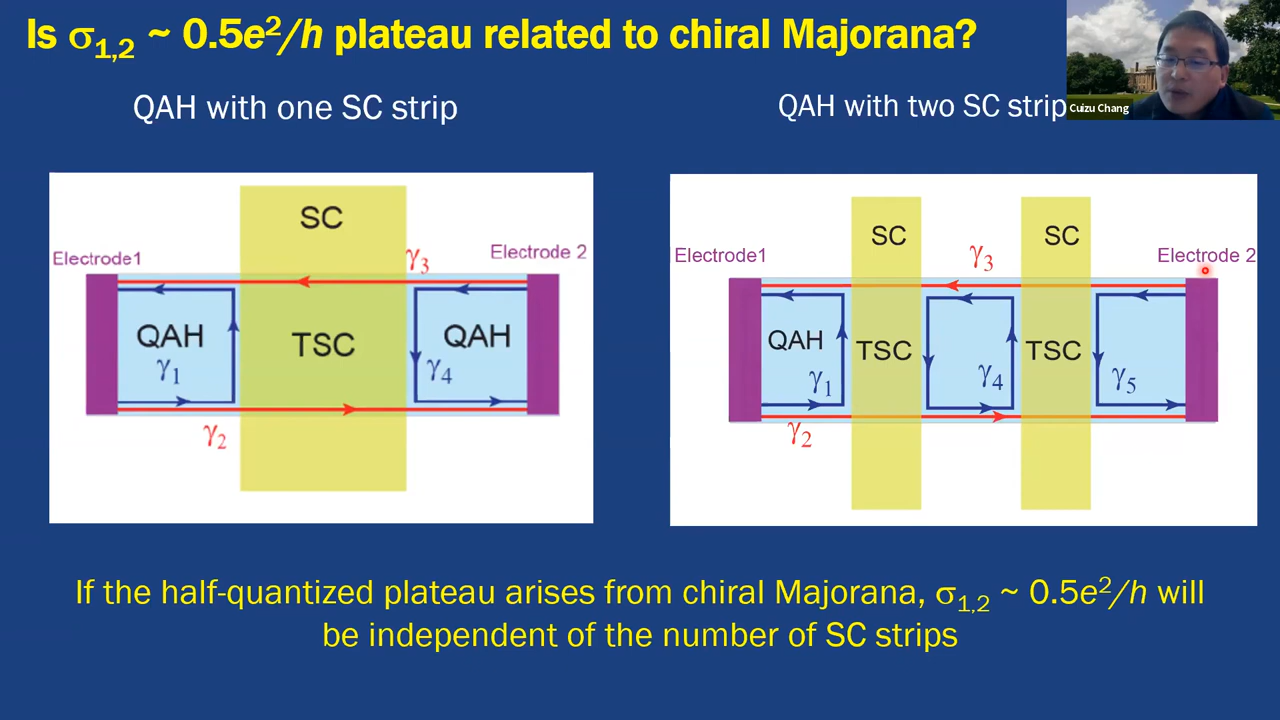 Is σ1,2 ~ 0.5e²/h plateau related to chiral Majorana?
Cuizu Chang
QAH with one SC strip
QAH with two SC strip
SC
Electrode1
γ3
Electrode 2
QAH
TSC
QAH
γ1
γ4
γ2
SC
SC
Electrode1
γ3
Electrode 2
QAH
TSC
TSC
γ1
γ4
γ5
γ2
If the half-quantized plateau arises from chiral Majorana, σ1,2 ~ 0.5e²/h will
be independent of the number of SC strips